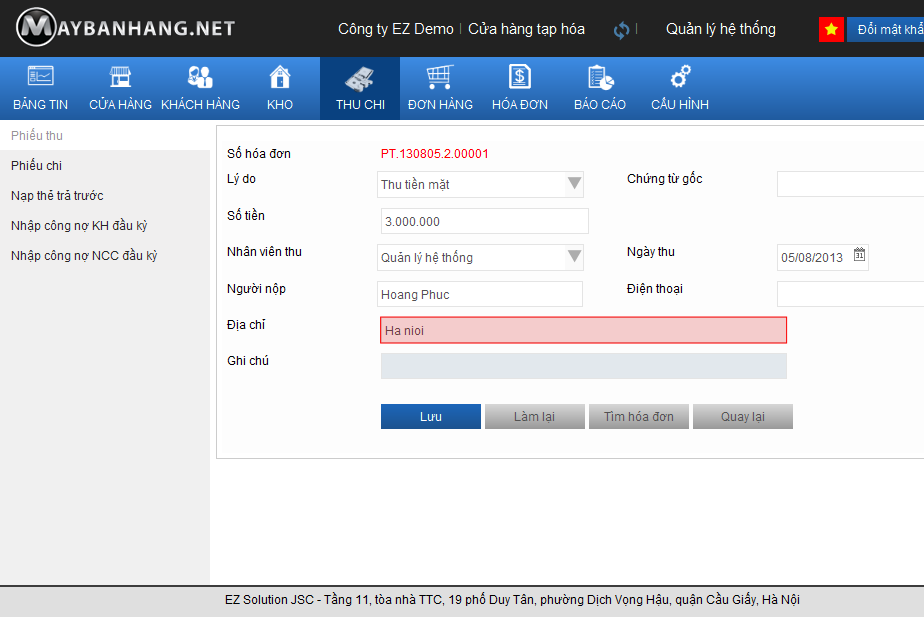 MAYBANHANG.NET Công ty EZ Demo Cửa hàng tạp hóa Quản lý hệ thống Đổi mật khẩ
BẢNG TIN CỬA HÀNG KHÁCH HÀNG KHO THU CHI ĐƠN HÀNG HÓA ĐƠN BÁO CÁO CẤU HÌNH
Phiếu thu
Phiếu chi
Nạp thẻ trả trước
Nhập công nợ KH đầu kỳ
Nhập công nợ NCC đầu kỳ
Số hóa đơn PT.130805.2.00001
Lý do Thu tiền mặt Chứng từ gốc
Số tiền 3.000.000
Nhân viên thu Quản lý hệ thống Ngày thu 05/08/2013 31
Người nộp Hoang Phuc Điện thoại
Địa chỉ Ha nioi
Ghi chú
Lưu Làm lại Tìm hóa đơn Quay lại
EZ Solution JSC - Tầng 11, tòa nhà TTC, 19 phố Duy Tân, phường Dịch Vọng Hậu, quận Cầu Giấy, Hà Nội